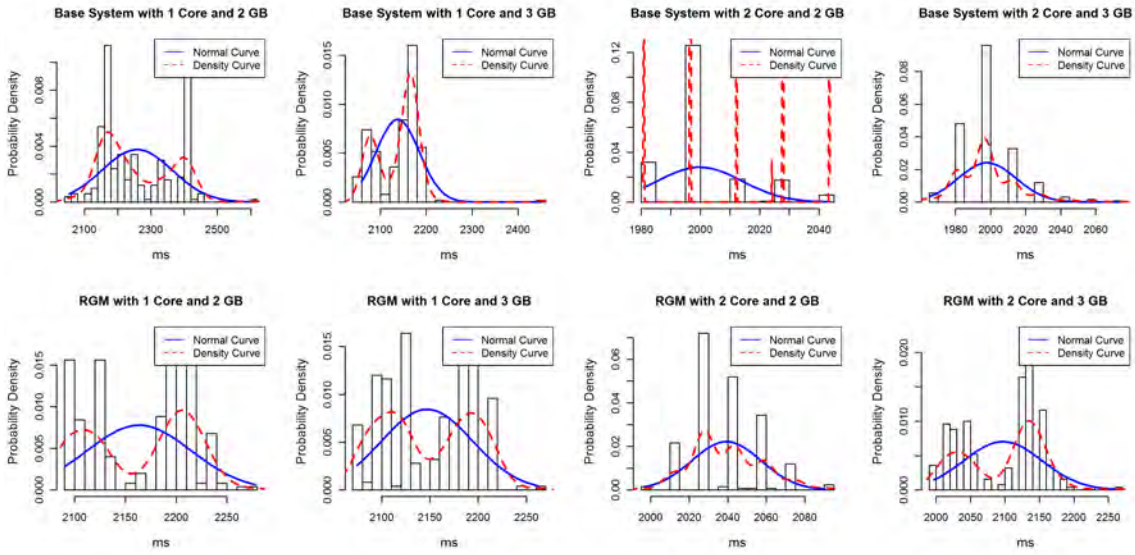 Base System with 1 Core and 2 GB
Probability Density
0.000 0.004 0.008
Normal Curve
Density Curve
2100 2200 2300 2400 2500
ms
Base System with 1 Core and 3 GB
Probability Density
0.000 0.005 0.010 0.015
Normal Curve
Density Curve
2100 2200 2300 2400
ms
Base System with 2 Core and 2 GB
Probability Density
0.00 0.04 0.08 0.12
Normal Curve
Density Curve
1980 2000 2020 2040
ms
Base System with 2 Core and 3 GB
Probability Density
0.00 0.02 0.04 0.06 0.08
Normal Curve
Density Curve
1980 2000 2020 2040 2060
ms
RGM with 1 Core and 2 GB
Probability Density
0.000 0.005 0.010 0.015
Normal Curve
Density Curve
2100 2150 2200 2250
ms
RGM with 1 Core and 3 GB
Probability Density
0.000 0.005 0.010 0.015
Normal Curve
Density Curve
2100 2150 2200 2250
ms
RGM with 2 Core and 2 GB
Probability Density
0.00 0.02 0.04 0.06
Normal Curve
Density Curve
2000 2020 2040 2060 2080
ms
RGM with 2 Core and 3 GB
Probability Density
0.000 0.010 0.020
Normal Curve
Density Curve
2000 2050 2100 2150 2200 2250
ms